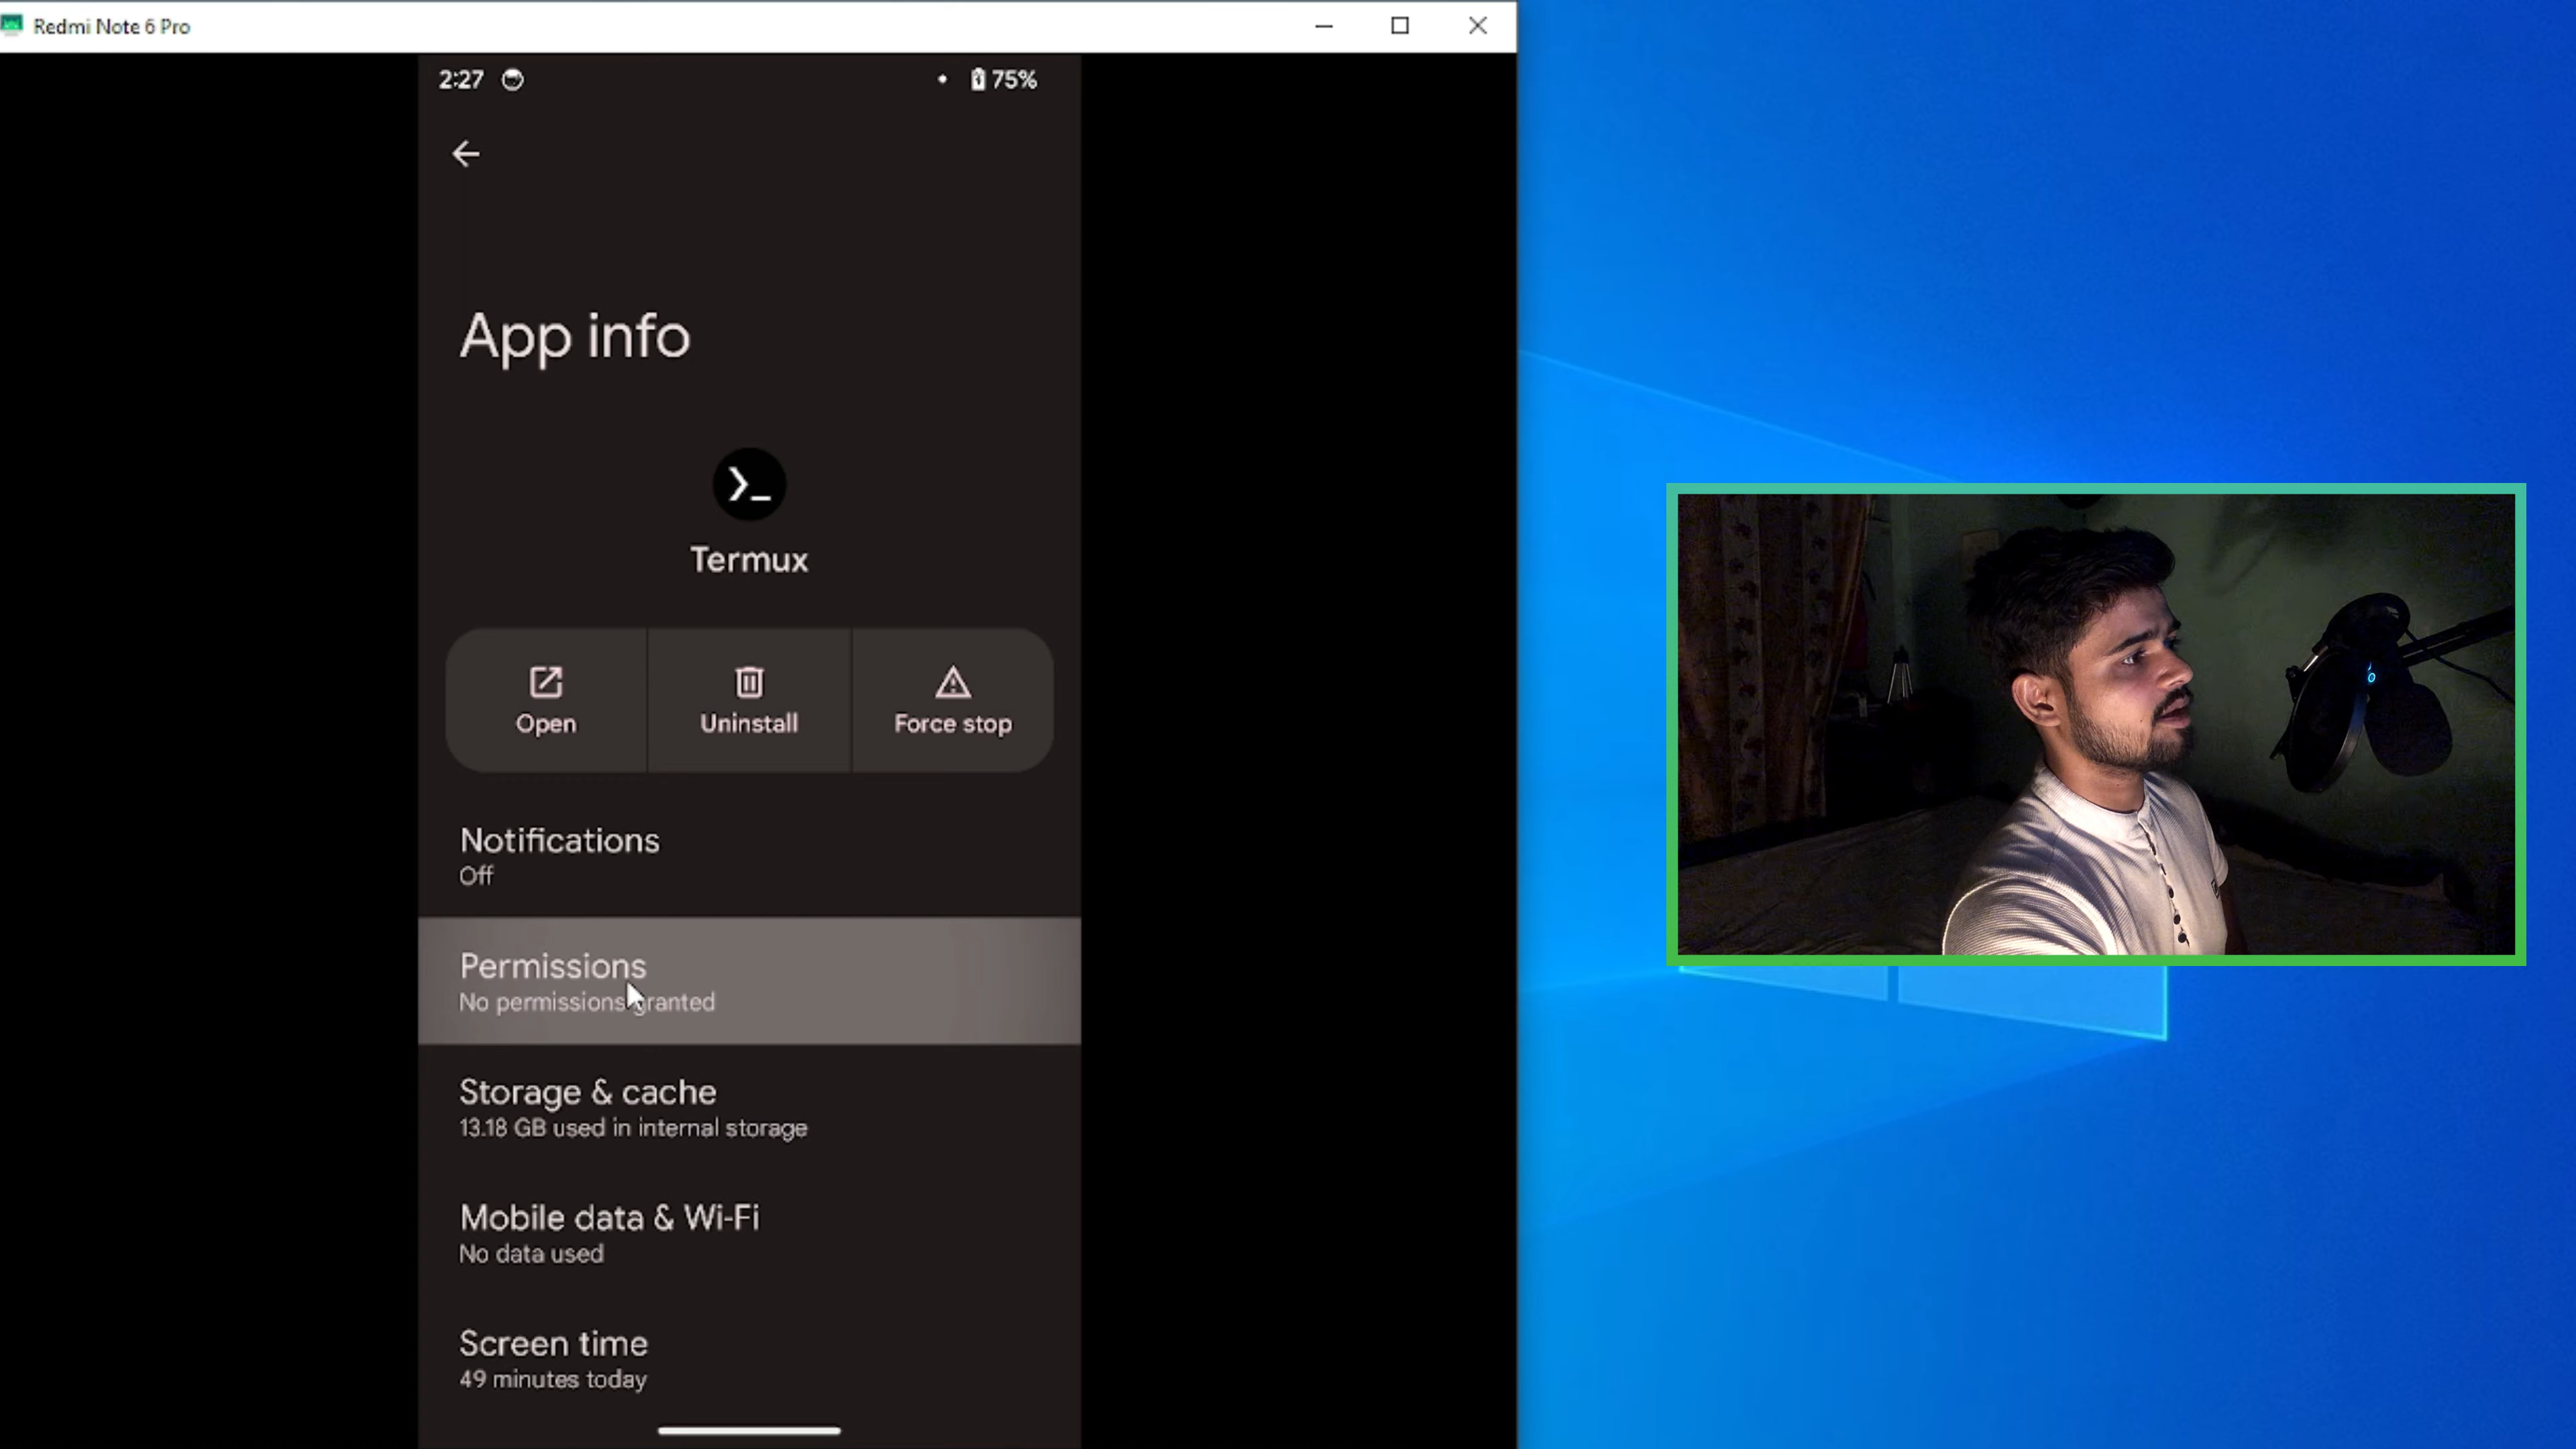 Redmi Note 6 Pro
2:27
75%
App info
Termux
Open
Uninstall
Force stop
Notifications
Off
Permissions
No permissions granted
Storage & cache
13.18 GB used in internal storage
Mobile data & Wi-Fi
No data used
Screen time
49 minutes today